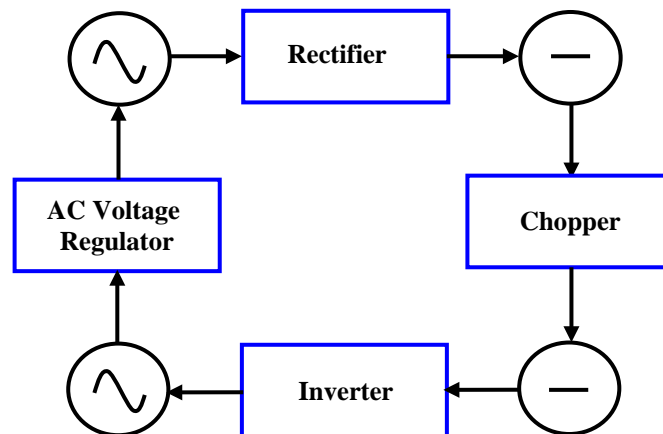 Rectifier
AC Voltage
Regulator
Chopper
Inverter